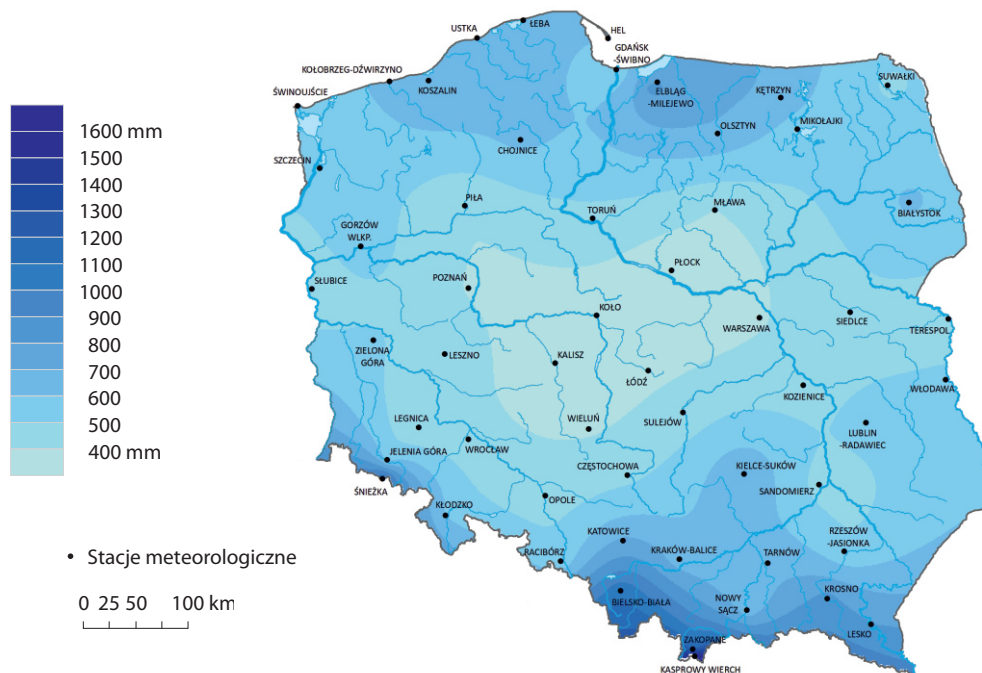 1600 mm
1500
1400
1300
1200
1100
1000
900
800
700
600
500
400 mm
• Stacje meteorologiczne
0 25 50 100 km
ŁEBA
USTKA
HEL
GDAŃSK
-ŚWIBNO
KOŁOBRZEG-DŹWIRZYNO
KOSZALIN
ŚWINOUJŚCIE
ELBLĄG
-MILEJEWO
KĘTRZYN
SUWAŁKI
OLSZTYN
MIKOŁAJKI
CHOJNICE
SZCZECIN
PIŁA
TORUŃ
MŁAWA
BIAŁYSTOK
GORZÓW
WLKP.
PŁOCK
SŁUBICE
POZNAŃ
KOŁO
WARSZAWA
SIEDLCE
TERESPOL
ZIELONA
GÓRA
LESZNO
KALISZ
ŁÓDŹ
KOZIENICE
WŁODAWA
LEGNICA
WROCŁAW
WIELUŃ
SULEJÓW
LUBLIN
-RADAWIEC
JELENIA GÓRA
ŚNIEŻKA
CZĘSTOCHOWA
KIELCE-SUKÓW
SANDOMIERZ
KŁODZKO
OPOLE
KATOWICE
RACIBÓRZ
KRAKÓW-BALICE
TARNÓW
RZESZÓW
-JASIONKA
BIELSKO-BIAŁA
NOWY
SĄCZ
KROSNO
LESKO
ZAKOPANE
KASPROWY WIERCH